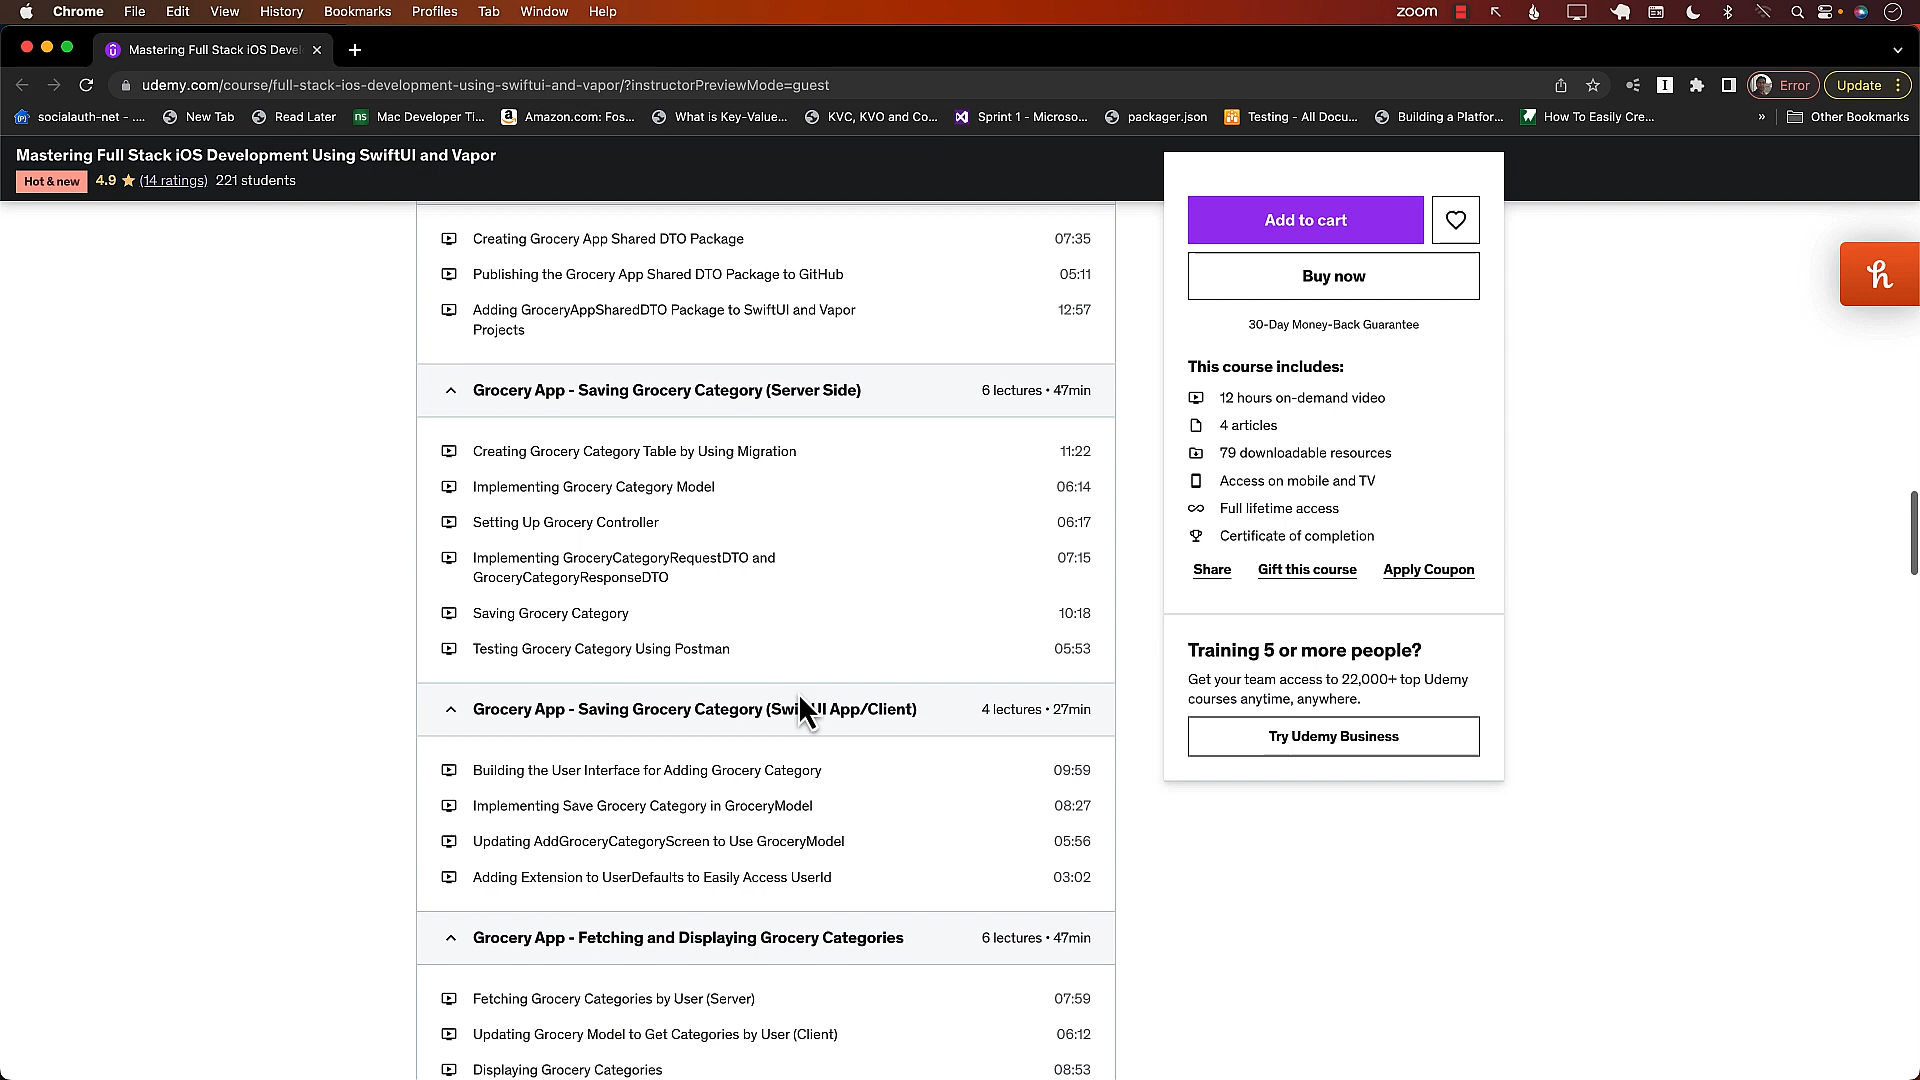 Chrome File Edit View History Bookmarks Profiles Tab Window Help zoom
Mastering Full Stack iOS Deve
udemy.com/course/full-stack-ios-development-using-swiftui-and-vapor/?instructorPreviewMode=guest Error Update
socialauth-net - .... New Tab Read Later ns Mac Developer Ti... Amazon.com: Fos... What is Key-Value... KVC, KVO and Co... Sprint 1 - Microso... packager.json Testing - All Docu... Building a Platfor... How To Easily Cre... » Other Bookmarks
Mastering Full Stack iOS Development Using SwiftUI and Vapor
Hot & new 4.9 (14 ratings) 221 students
Creating Grocery App Shared DTO Package 07:35
Publishing the Grocery App Shared DTO Package to GitHub 05:11
Adding GroceryAppSharedDTO Package to SwiftUI and Vapor 12:57
Projects
Grocery App - Saving Grocery Category (Server Side) 6 lectures • 47min
Creating Grocery Category Table by Using Migration 11:22
Implementing Grocery Category Model 06:14
Setting Up Grocery Controller 06:17
Implementing GroceryCategoryRequestDTO and 07:15
GroceryCategoryResponseDTO
Saving Grocery Category 10:18
Testing Grocery Category Using Postman 05:53
Grocery App - Saving Grocery Category (SwiftUI App/Client) 4 lectures • 27min
Building the User Interface for Adding Grocery Category 09:59
Implementing Save Grocery Category in GroceryModel 08:27
Updating AddGroceryCategoryScreen to Use GroceryModel 05:56
Adding Extension to UserDefaults to Easily Access UserId 03:02
Grocery App - Fetching and Displaying Grocery Categories 6 lectures • 47min
Fetching Grocery Categories by User (Server) 07:59
Updating Grocery Model to Get Categories by User (Client) 06:12
Displaying Grocery Categories 08:53
Add to cart
Buy now
30-Day Money-Back Guarantee
This course includes:
12 hours on-demand video
4 articles
79 downloadable resources
Access on mobile and TV
Full lifetime access
Certificate of completion
Share Gift this course Apply Coupon
Training 5 or more people?
Get your team access to 22,000+ top Udemy
courses anytime, anywhere.
Try Udemy Business
h